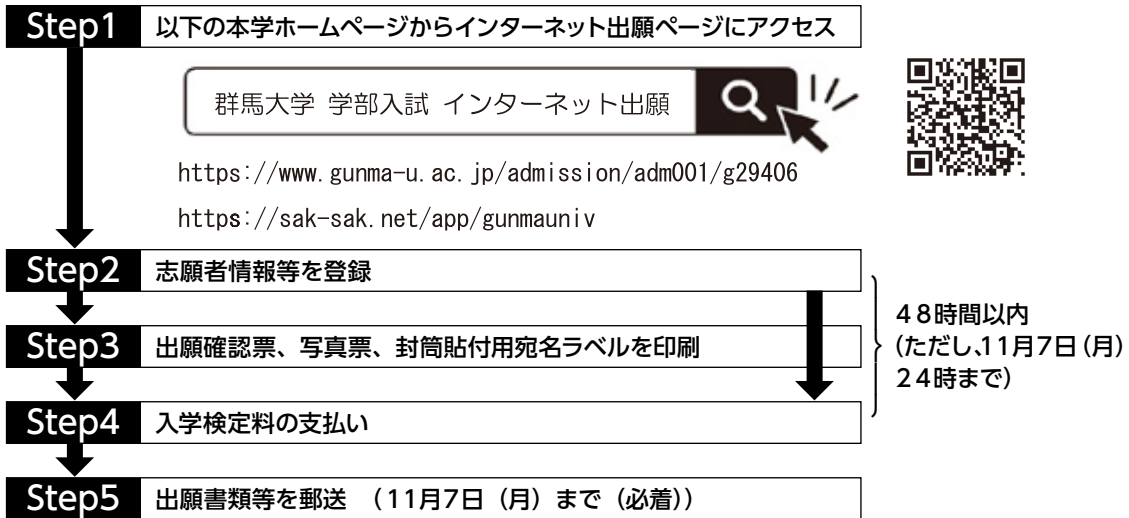 Step1 以下の本学ホームページからインターネット出願ページにアクセス
群馬大学 学部入試 インターネット出願
https://www.gunma-u.ac.jp/admission/adm001/g29406
https://sak-sak.net/app/gunmauniv
Step2 志願者情報等を登録
Step3 出願確認票、写真票、封筒貼付用宛名ラベルを印刷
48時間以内
(ただし、11月7日(月)
24時まで)
Step4 入学検定料の支払い
Step5 出願書類等を郵送 (11月7日(月)まで(必着))